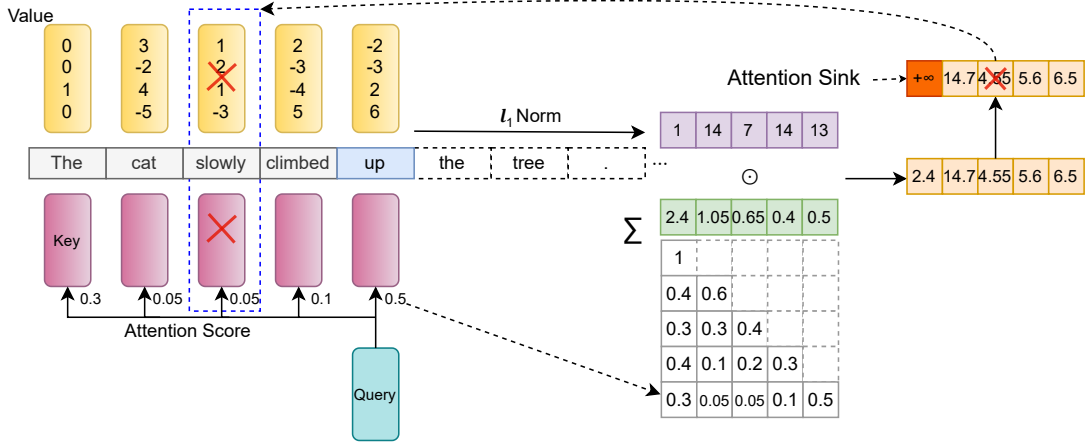 Value
0 3 1 2 -2
0 -2 2 -3 -3
1 4 1 -4 2
0 -5 -3 5 6
Attention Sink
+∞ 14.7 4.55 5.6 6.5
l₁ Norm
1 14 7 14 13
The cat slowly climbed up the tree . ...
⊙
2.4 14.7 4.55 5.6 6.5
Key
∑
2.4 1.05 0.65 0.4 0.5
1
0.4 0.6
0.3 0.3 0.4
0.4 0.1 0.2 0.3
0.3 0.05 0.05 0.1 0.5
0.3 0.05 0.05 0.1 0.5
Attention Score
Query